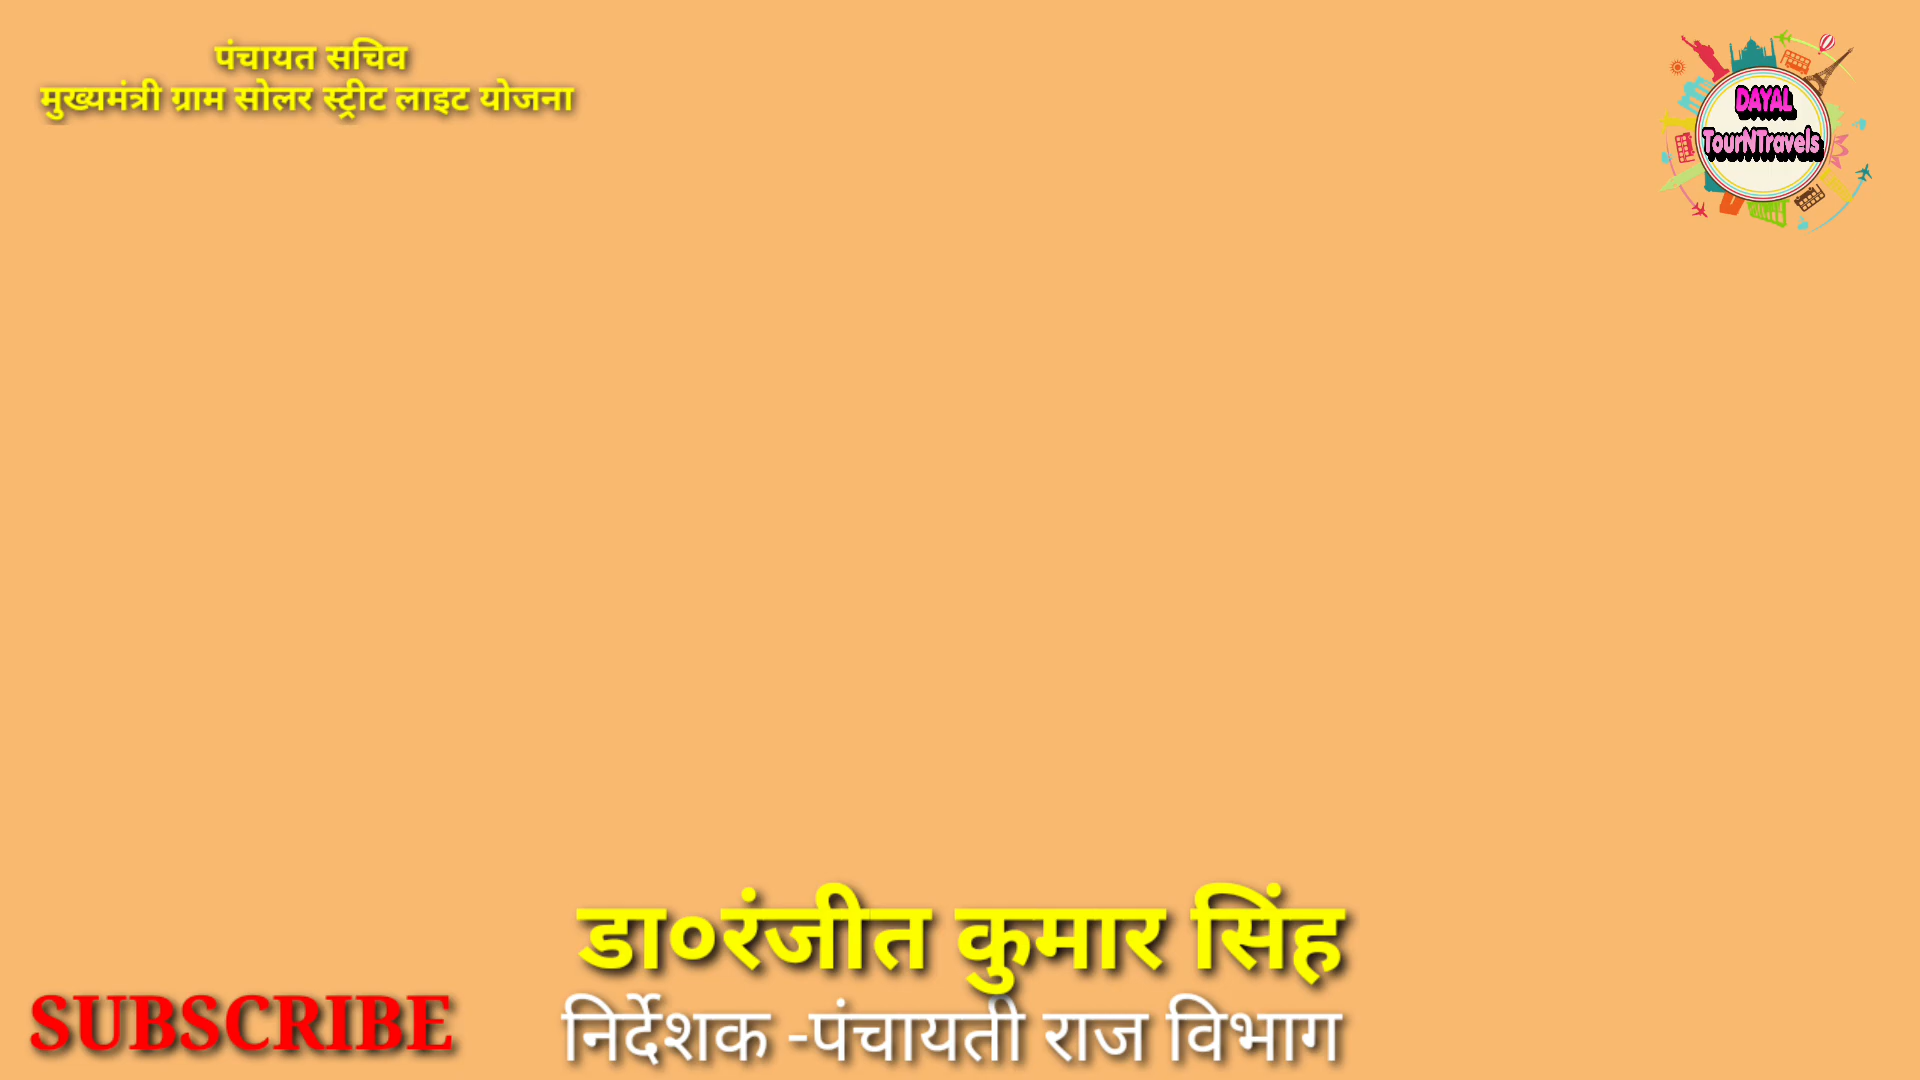 पंचायत सचिव
मुख्यमंत्री ग्राम सोलर स्ट्रीट लाइट योजना
DAYAL
TourNTravels
डा०रंजीत कुमार सिंह
SUBSCRIBE
निर्देशक -पंचायती राज विभाग